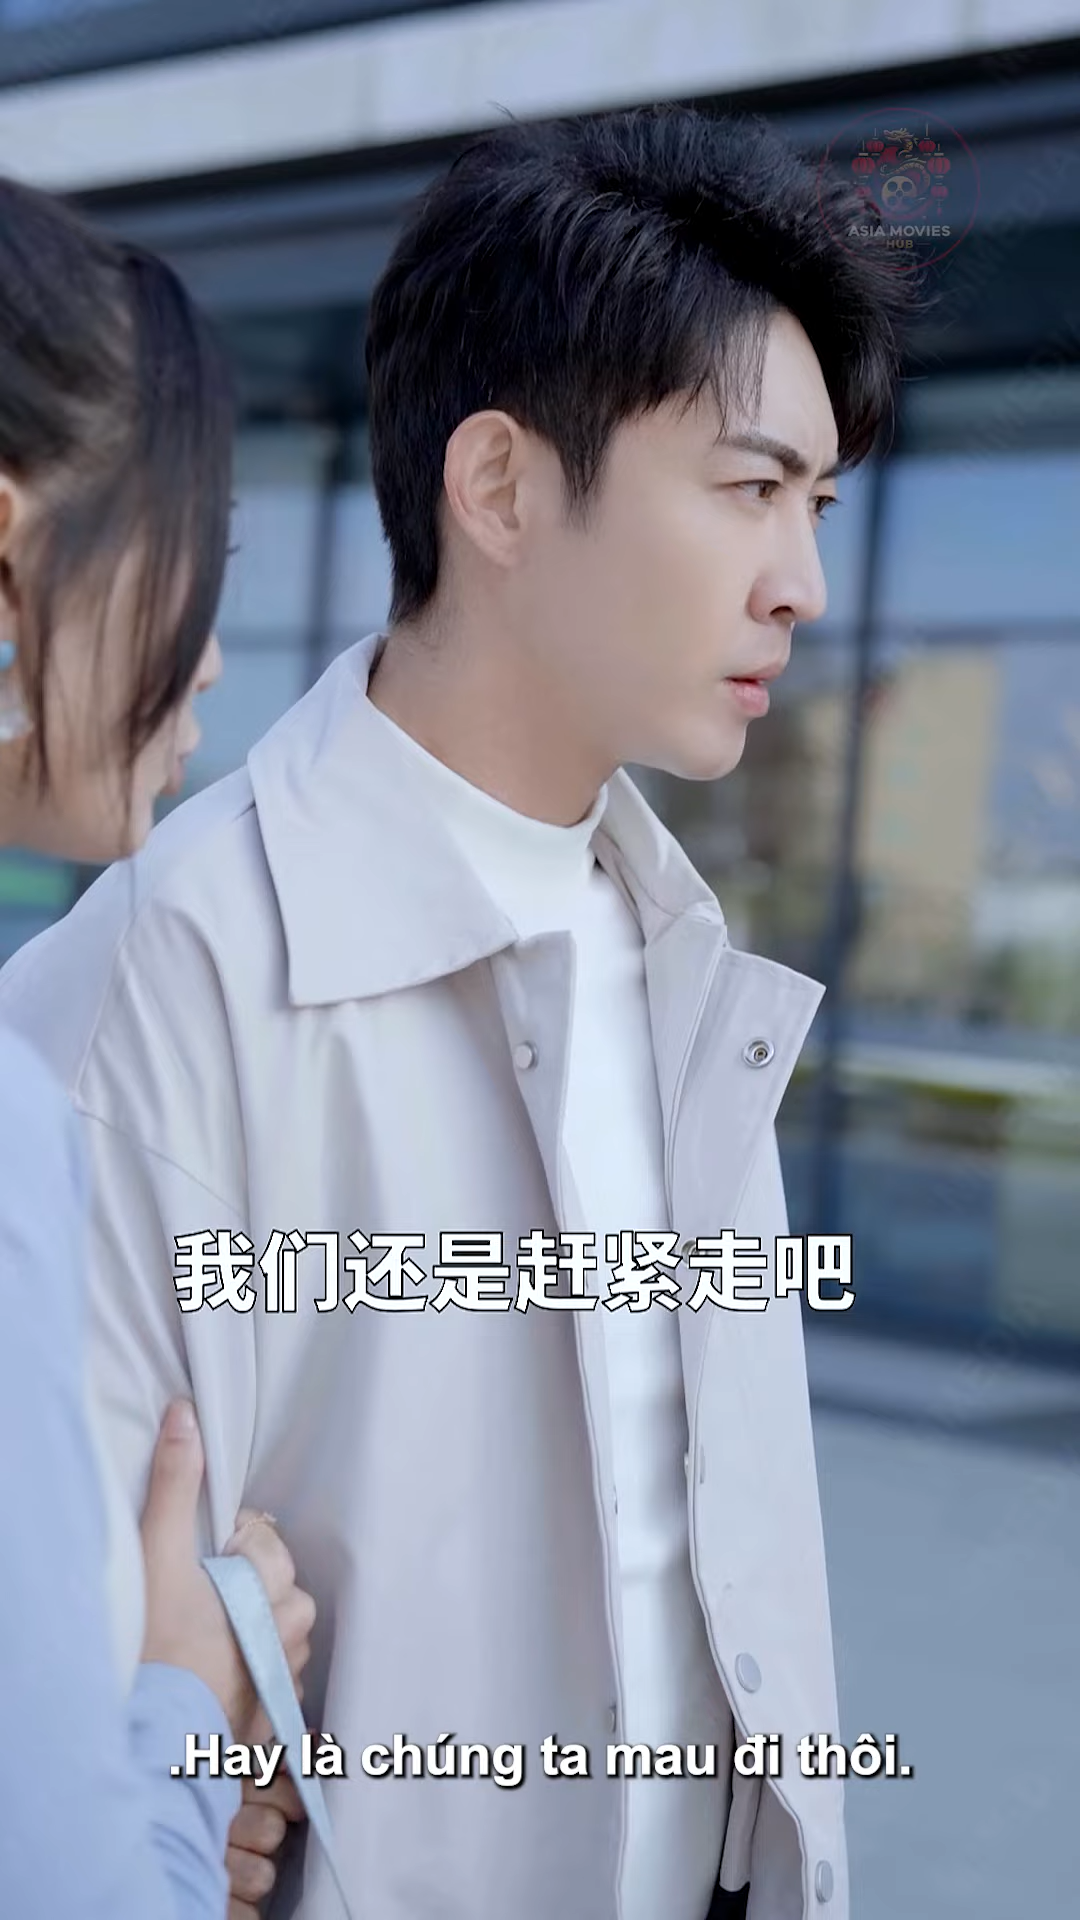 ASIA MOVIES
HUB
我们还是赶紧走吧
.Hay là chúng ta mau đi thôi.